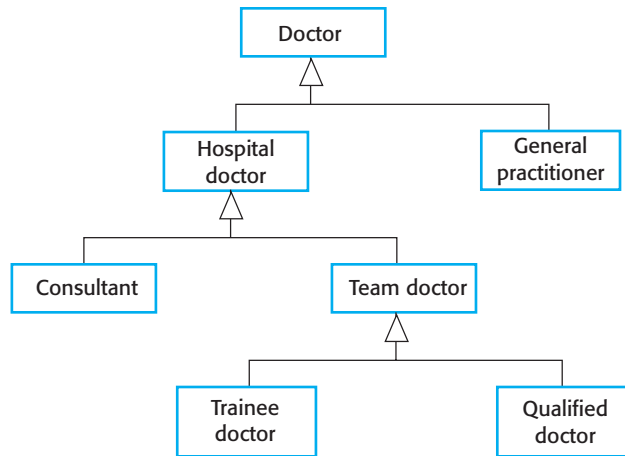 Doctor
Hospital
doctor
General
practitioner
Consultant
Team doctor
Trainee
doctor
Qualified
doctor